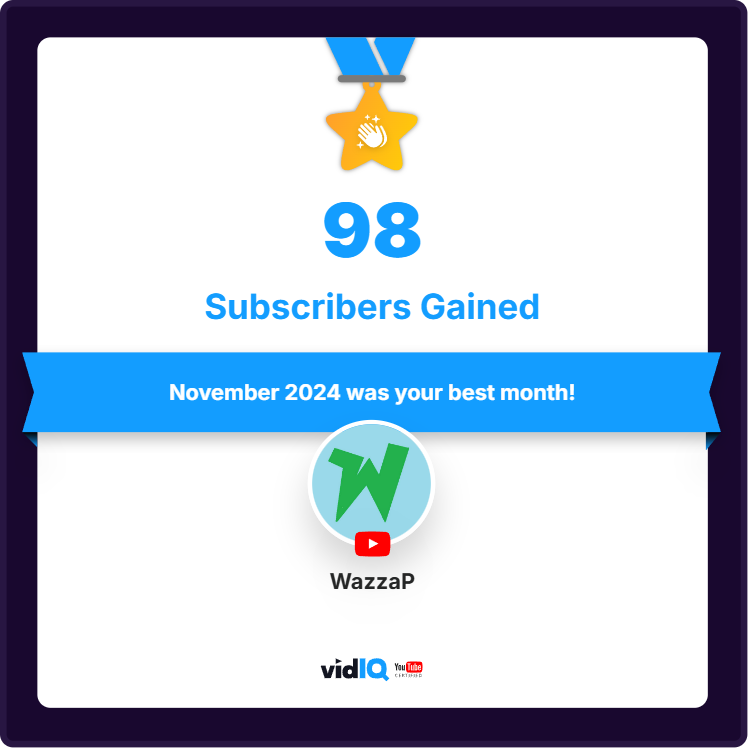 98
Subscribers Gained
November 2024 was your best month!
W
WazzaP
vidIQ
YouTube
CERTIFIED